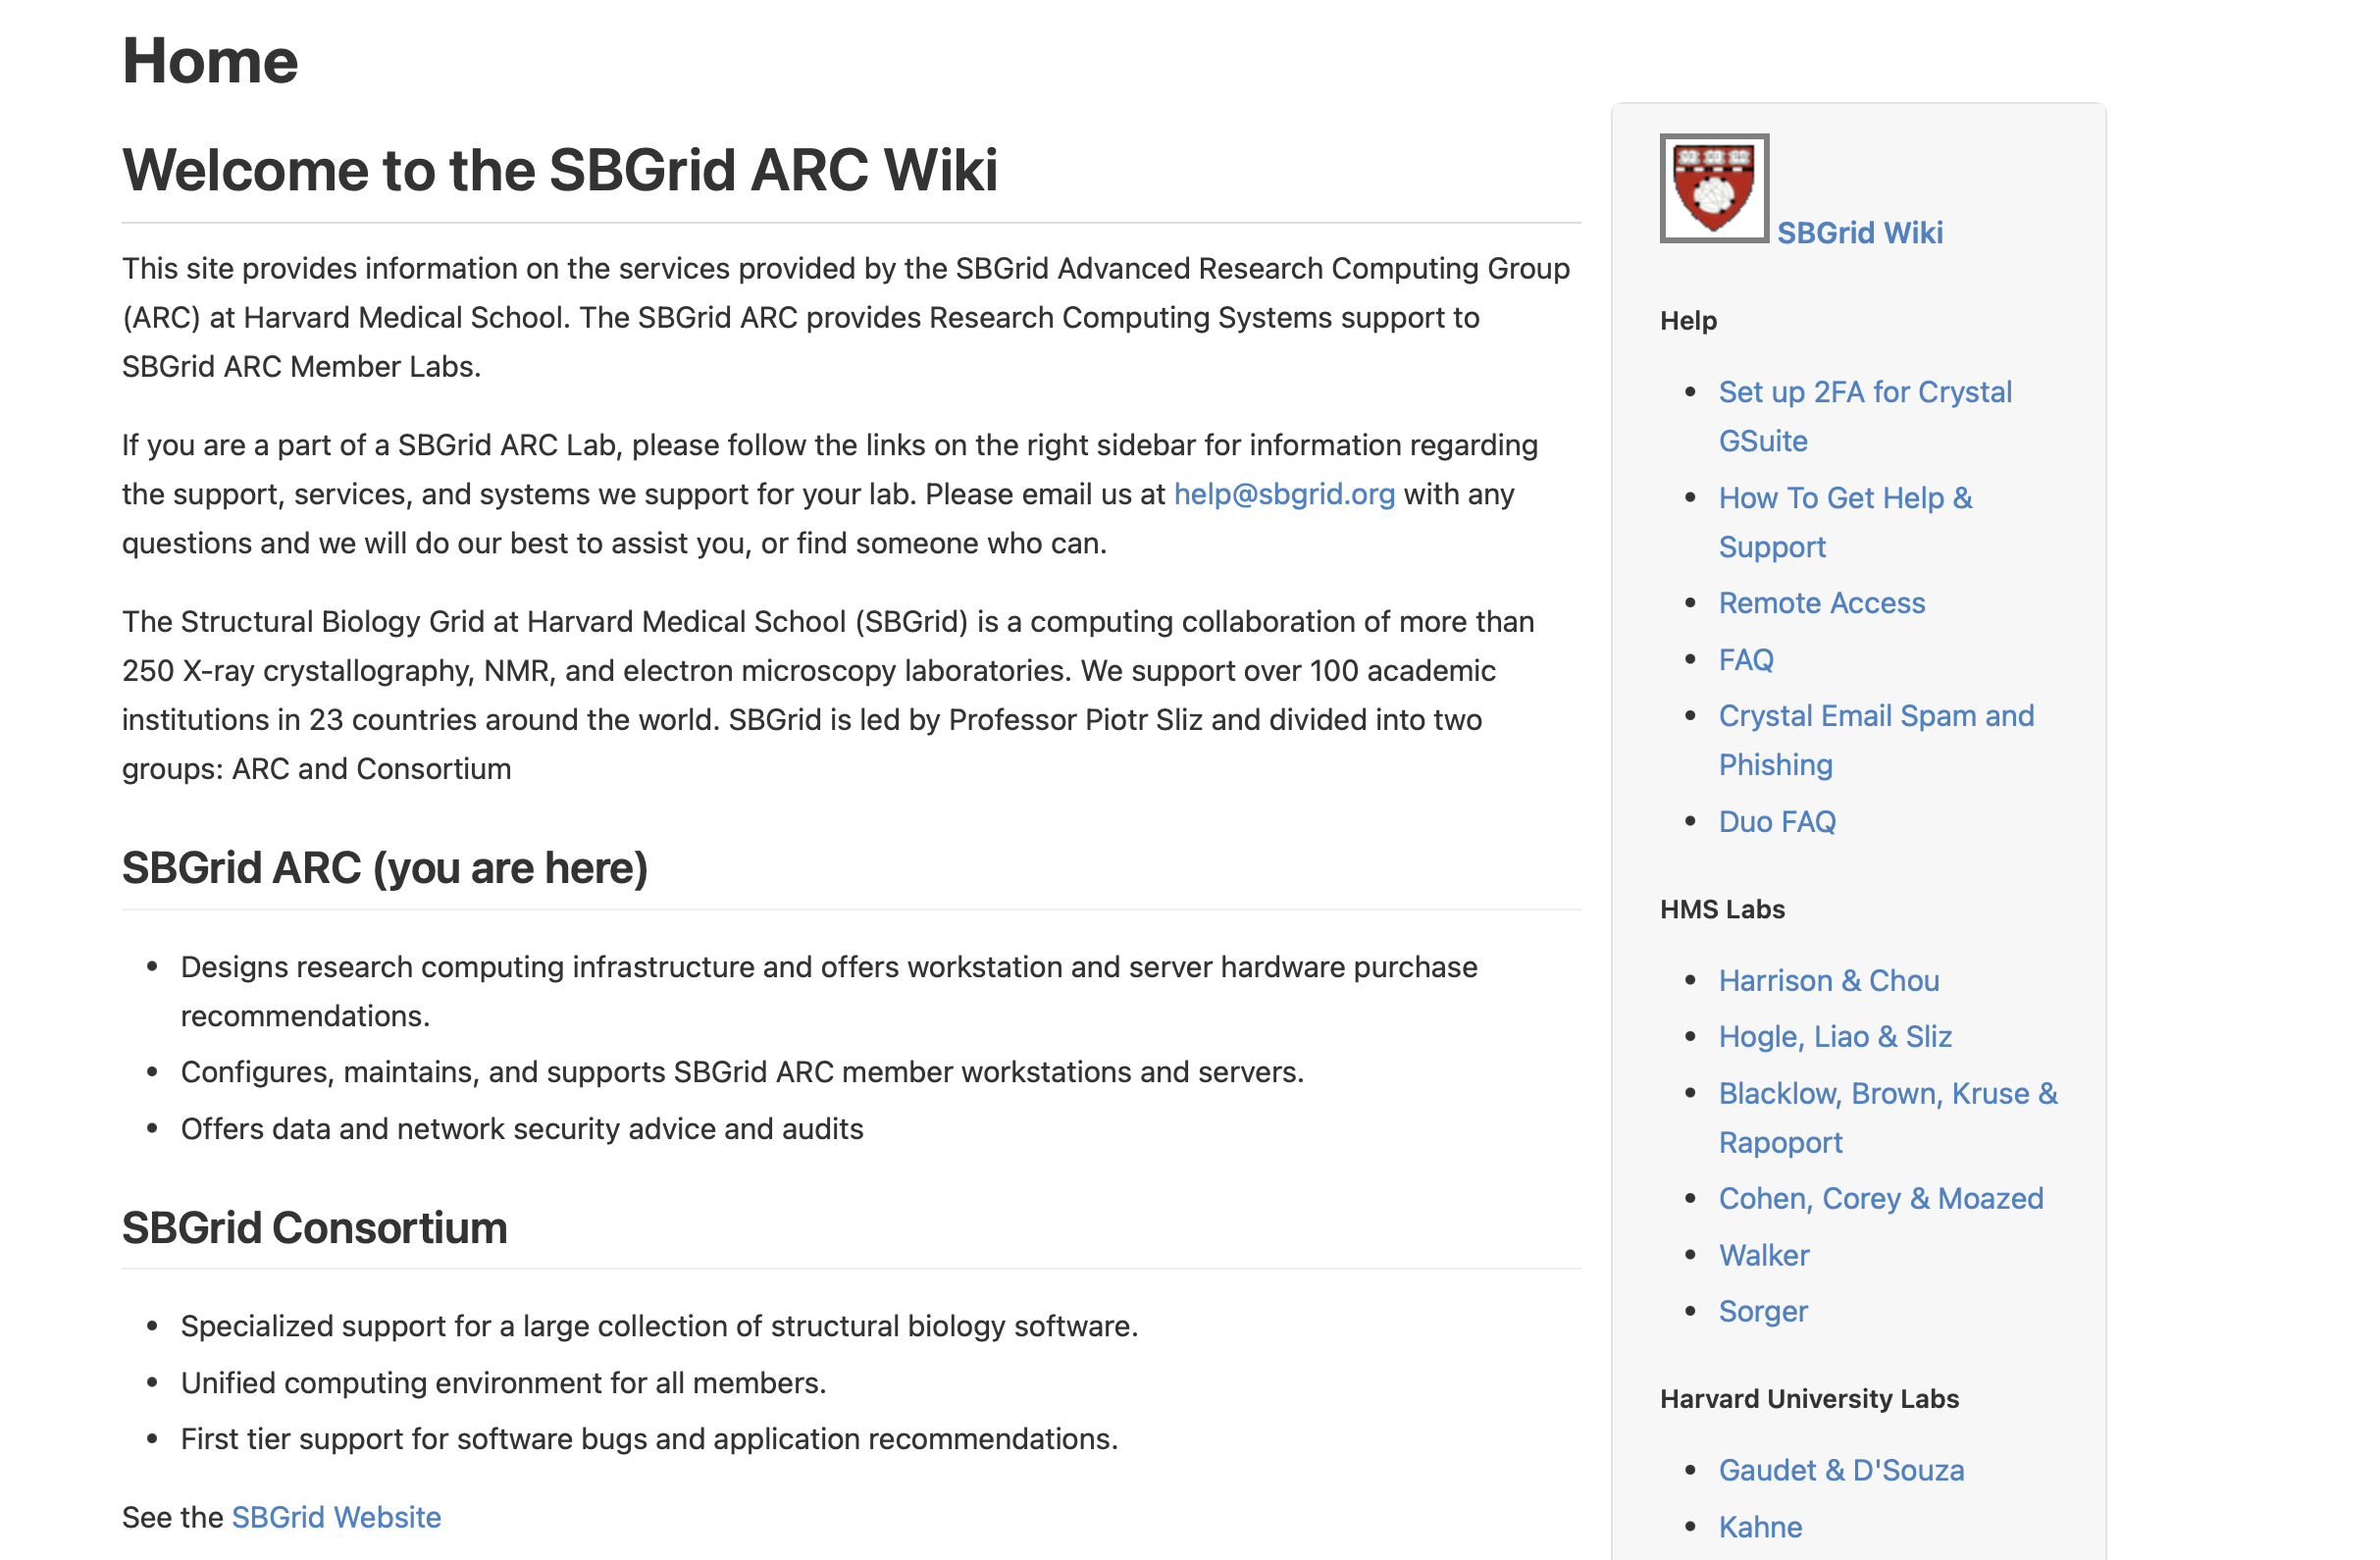 Home
Welcome to the SBGrid ARC Wiki
This site provides information on the services provided by the SBGrid Advanced Research Computing Group
(ARC) at Harvard Medical School. The SBGrid ARC provides Research Computing Systems support to
SBGrid ARC Member Labs.
If you are a part of a SBGrid ARC Lab, please follow the links on the right sidebar for information regarding
the support, services, and systems we support for your lab. Please email us at help@sbgrid.org with any
questions and we will do our best to assist you, or find someone who can.
The Structural Biology Grid at Harvard Medical School (SBGrid) is a computing collaboration of more than
250 X-ray crystallography, NMR, and electron microscopy laboratories. We support over 100 academic
institutions in 23 countries around the world. SBGrid is led by Professor Piotr Sliz and divided into two
groups: ARC and Consortium
SBGrid ARC (you are here)
• Designs research computing infrastructure and offers workstation and server hardware purchase
recommendations.
• Configures, maintains, and supports SBGrid ARC member workstations and servers.
• Offers data and network security advice and audits
SBGrid Consortium
• Specialized support for a large collection of structural biology software.
• Unified computing environment for all members.
• First tier support for software bugs and application recommendations.
See the SBGrid Website
SBGrid Wiki
Help
• Set up 2FA for Crystal
GSuite
• How To Get Help &
Support
• Remote Access
• FAQ
• Crystal Email Spam and
Phishing
• Duo FAQ
HMS Labs
• Harrison & Chou
• Hogle, Liao & Sliz
• Blacklow, Brown, Kruse &
Rapoport
• Cohen, Corey & Moazed
• Walker
• Sorger
Harvard University Labs
• Gaudet & D'Souza
• Kahne